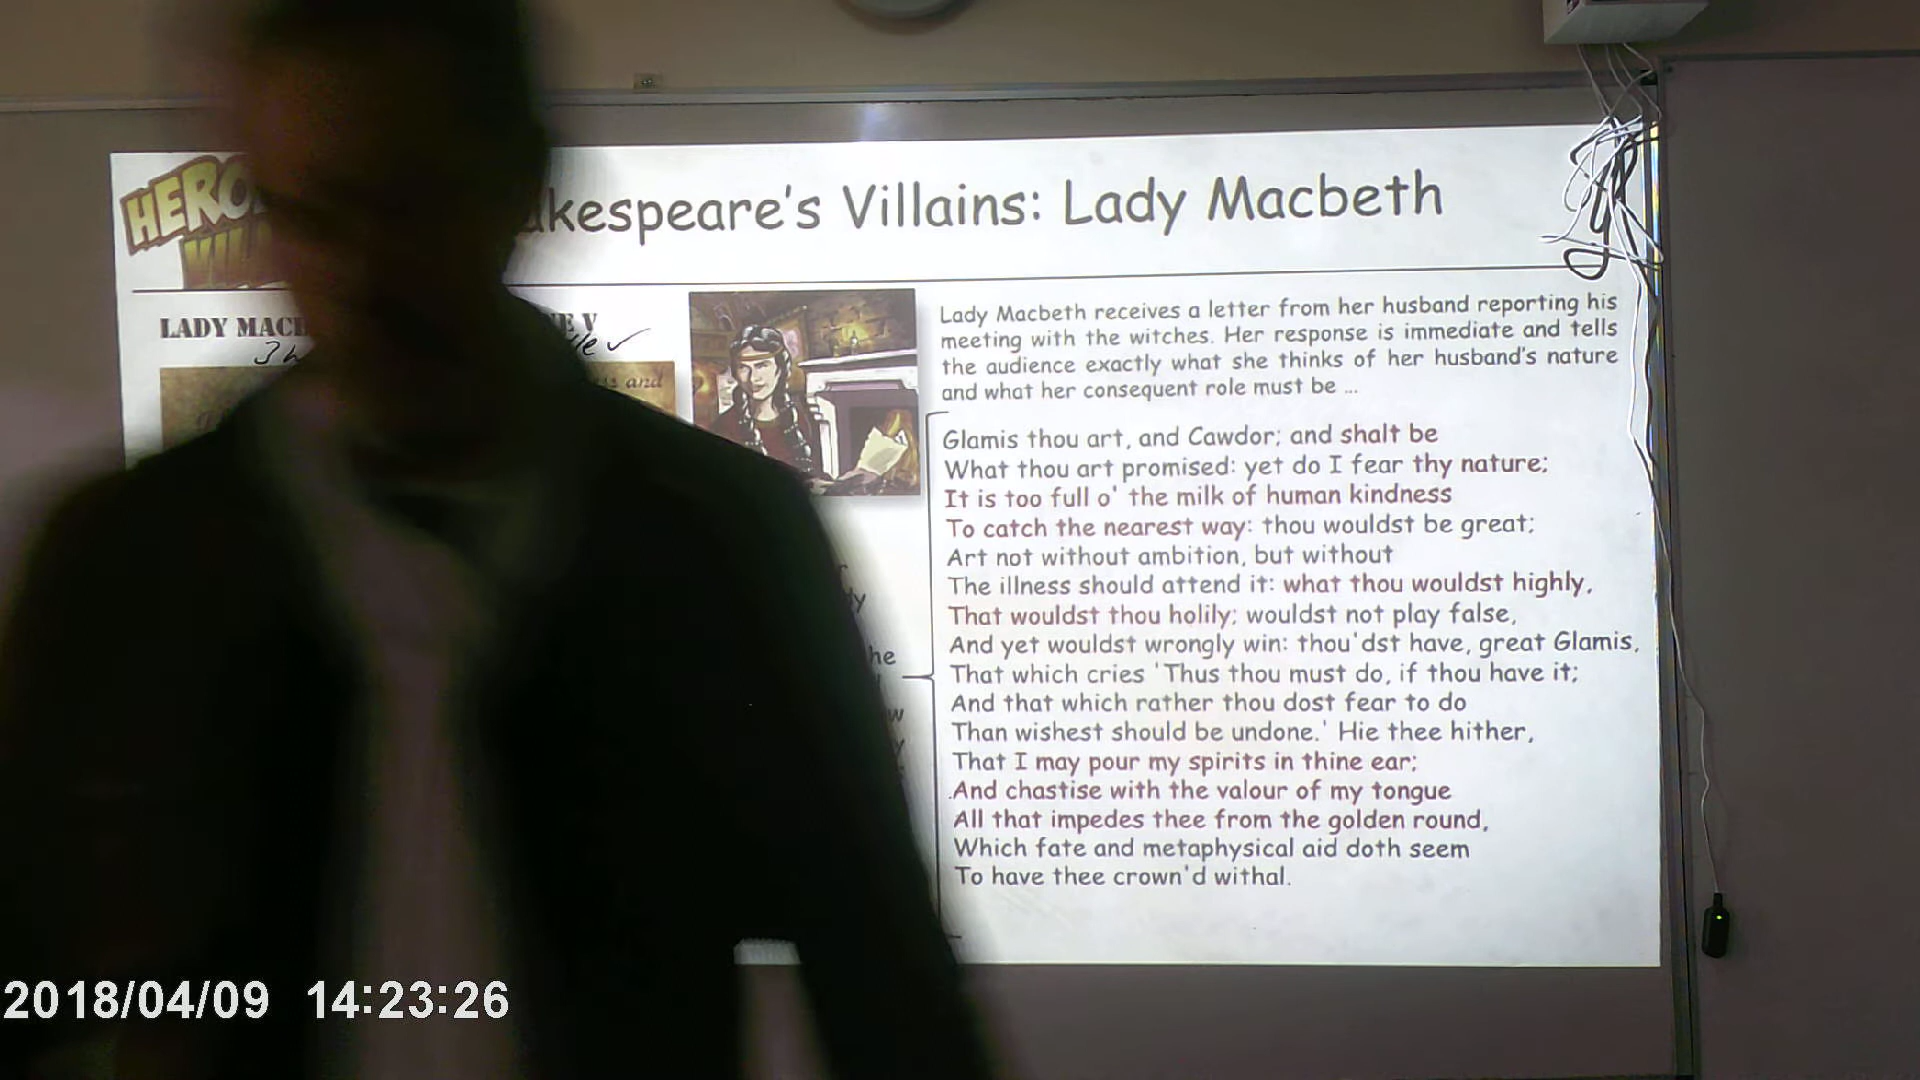 HERO
VILL
kespeare's Villains: Lady Macbeth
LADY MACB
V
and
he
Lady Macbeth receives a letter from her husband reporting his
meeting with the witches. Her response is immediate and tells
the audience exactly what she thinks of her husband's nature
and what her consequent role must be ...
Glamis thou art, and Cawdor; and shalt be
What thou art promised: yet do I fear thy nature;
It is too full o' the milk of human kindness
To catch the nearest way: thou wouldst be great;
Art not without ambition, but without
The illness should attend it: what thou wouldst highly,
That wouldst thou holily; wouldst not play false,
And yet wouldst wrongly win: thou'dst have, great Glamis,
That which cries 'Thus thou must do, if thou have it;
And that which rather thou dost fear to do
Than wishest should be undone.' Hie thee hither,
That I may pour my spirits in thine ear;
And chastise with the valour of my tongue
All that impedes thee from the golden round,
Which fate and metaphysical aid doth seem
To have thee crown'd withal.
2018/04/09 14:23:26